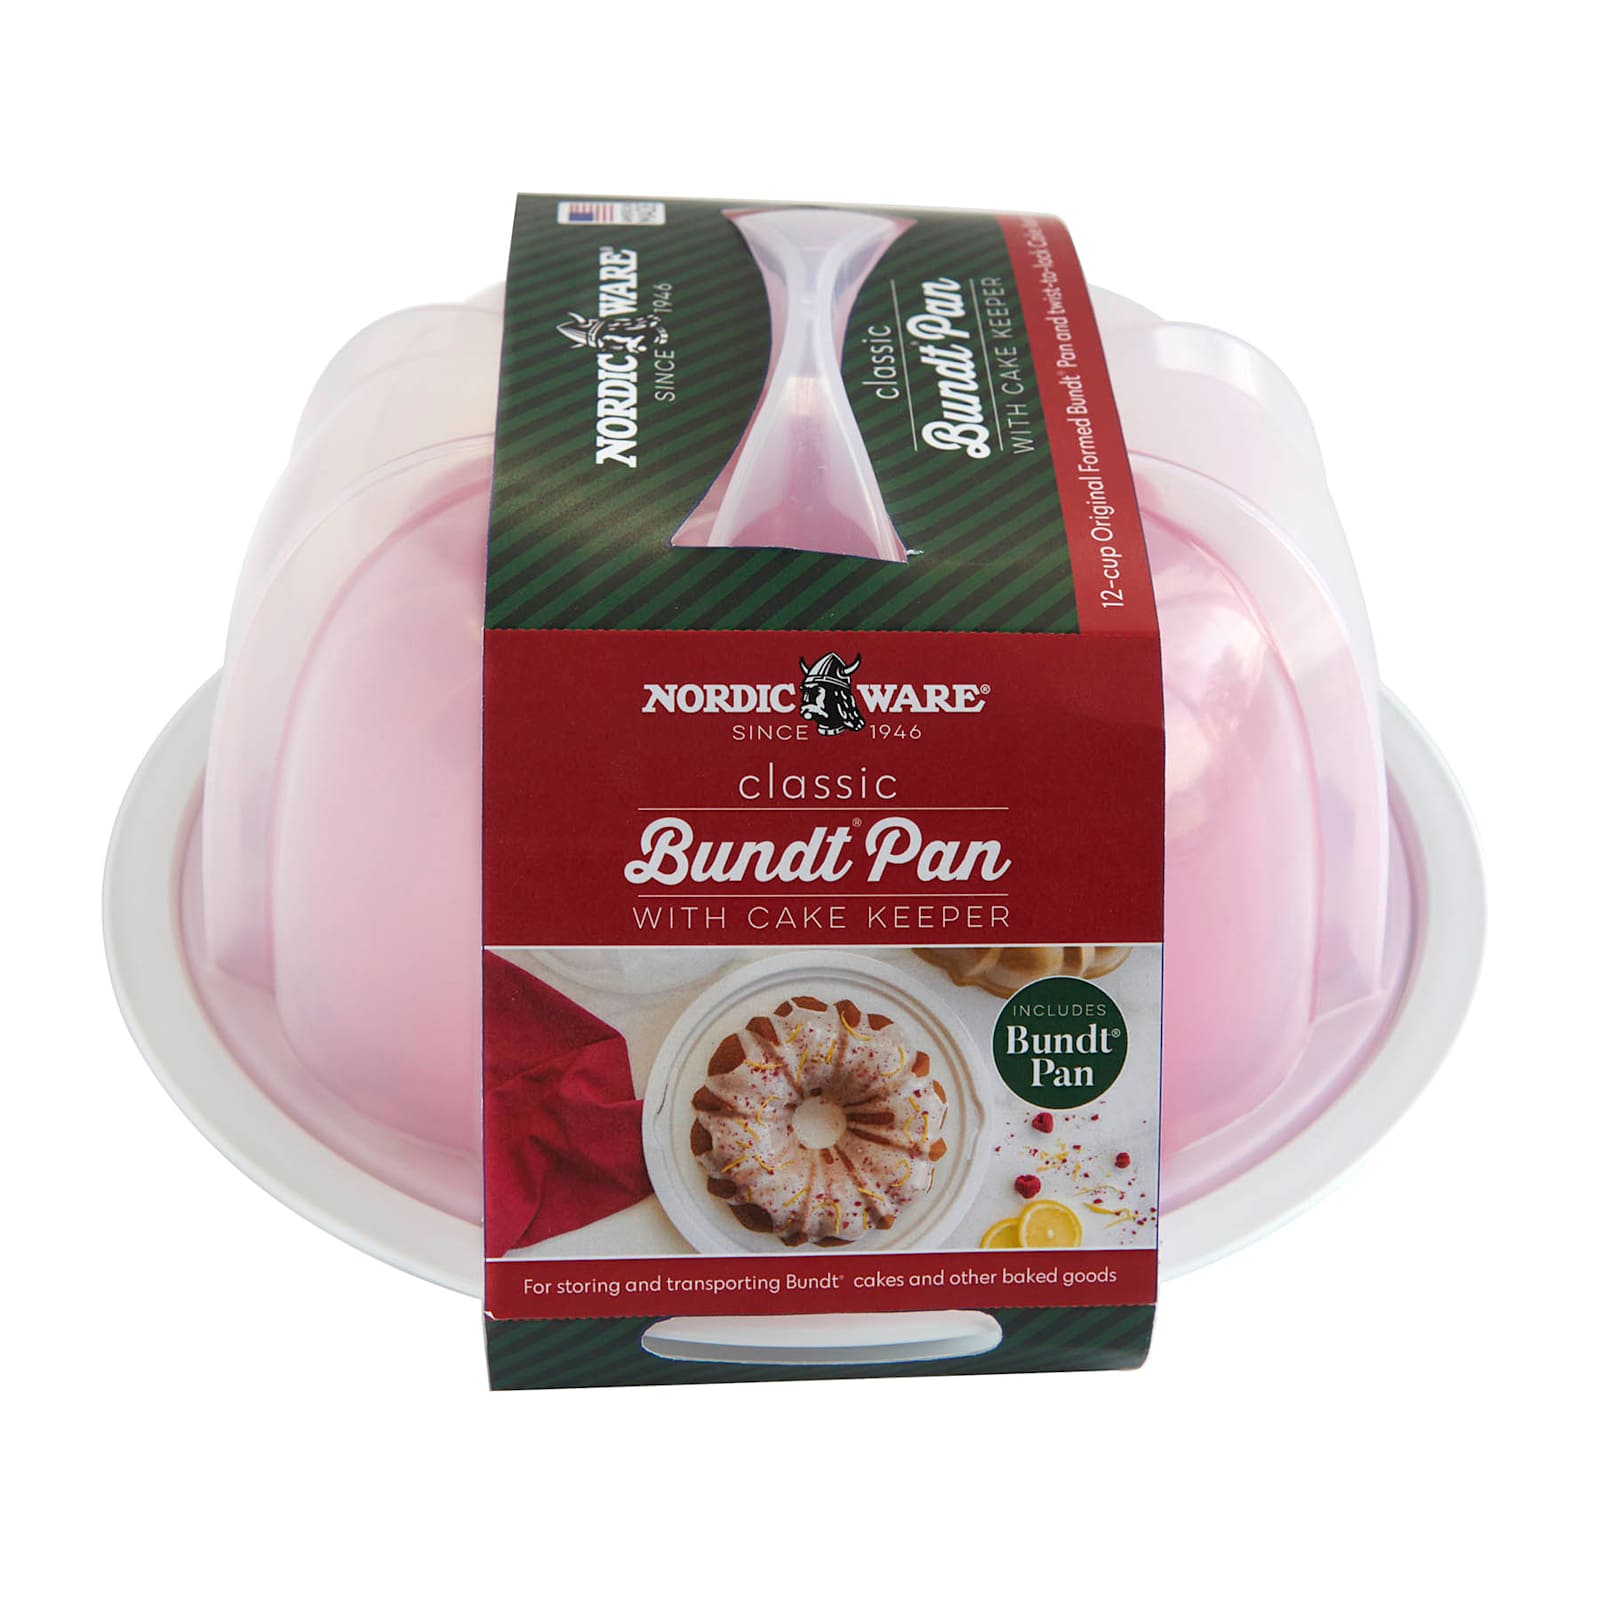 NORDIC WARE®
SINCE 1946
classic
Bundt® Pan
WITH CAKE KEEPER
12-cup Original Formed Bundt® Pan and twist-to-lock Cake
NORDIC WARE®
SINCE 1946
classic
Bundt® Pan
WITH CAKE KEEPER
INCLUDES
Bundt®
Pan
For storing and transporting Bundt® cakes and other baked goods